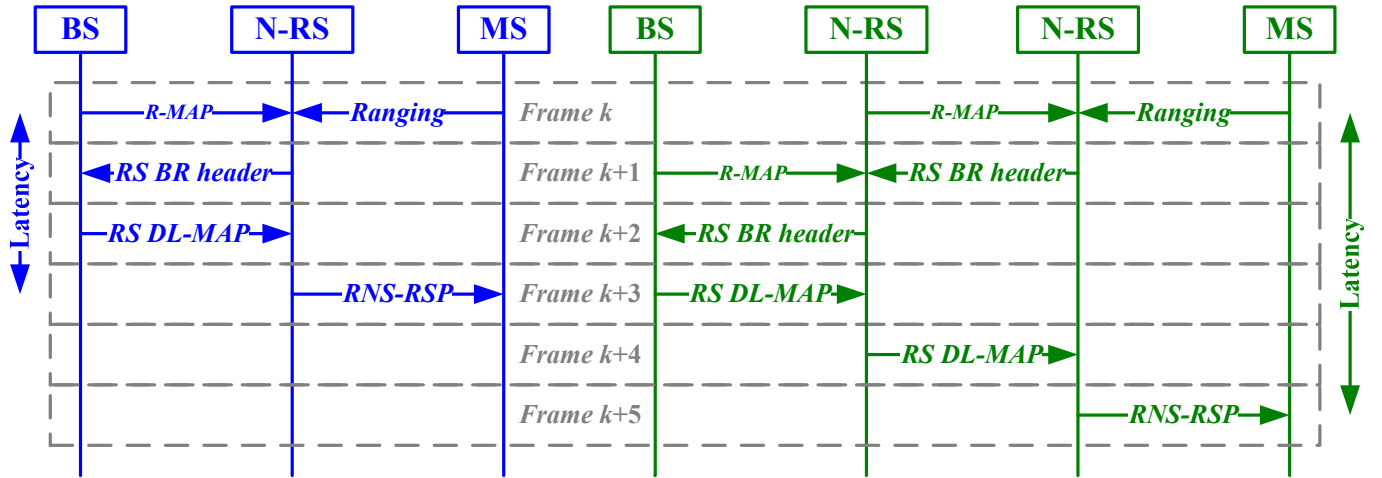 BS N-RS MS BS N-RS N-RS MS
R-MAP Ranging Frame k R-MAP Ranging
RS BR header Frame k+1 R-MAP RS BR header
RS DL-MAP Frame k+2 RS BR header
RNS-RSP Frame k+3 RS DL-MAP
Frame k+4 RS DL-MAP
Frame k+5 RNS-RSP
Latency
Latency